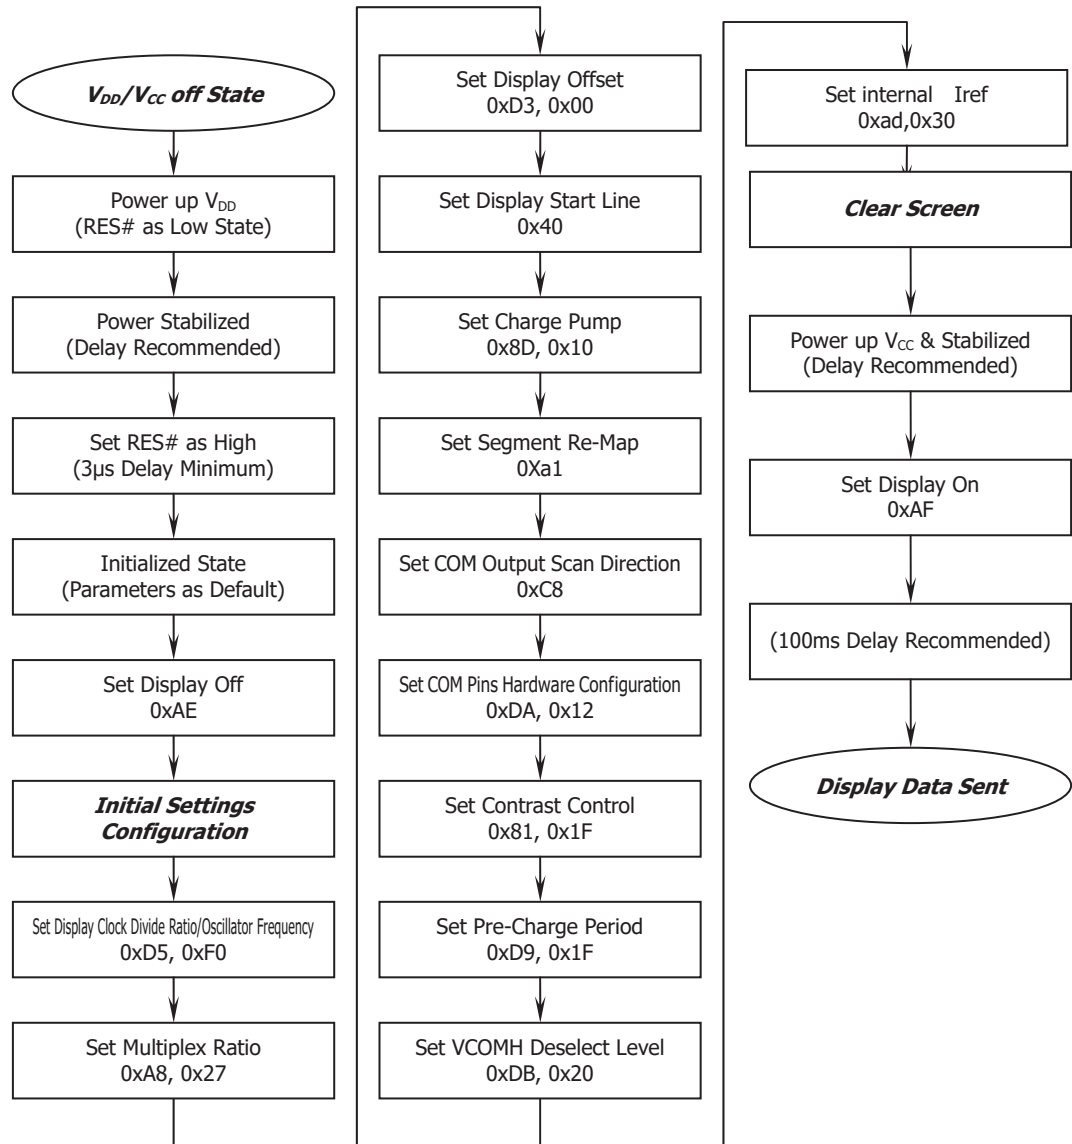 VDD/VCC off State
Power up VDD
(RES# as Low State)
Power Stabilized
(Delay Recommended)
Set RES# as High
(3μs Delay Minimum)
Initialized State
(Parameters as Default)
Set Display Off
0xAE
Initial Settings
Configuration
Set Display Clock Divide Ratio/Oscillator Frequency
0xD5, 0xF0
Set Multiplex Ratio
0xA8, 0x27
Set Display Offset
0xD3, 0x00
Set Display Start Line
0x40
Set Charge Pump
0x8D, 0x10
Set Segment Re-Map
0Xa1
Set COM Output Scan Direction
0xC8
Set COM Pins Hardware Configuration
0xDA, 0x12
Set Contrast Control
0x81, 0x1F
Set Pre-Charge Period
0xD9, 0x1F
Set VCOMH Deselect Level
0xDB, 0x20
Set internal Iref
0xad,0x30
Clear Screen
Power up VCC & Stabilized
(Delay Recommended)
Set Display On
0xAF
(100ms Delay Recommended)
Display Data Sent